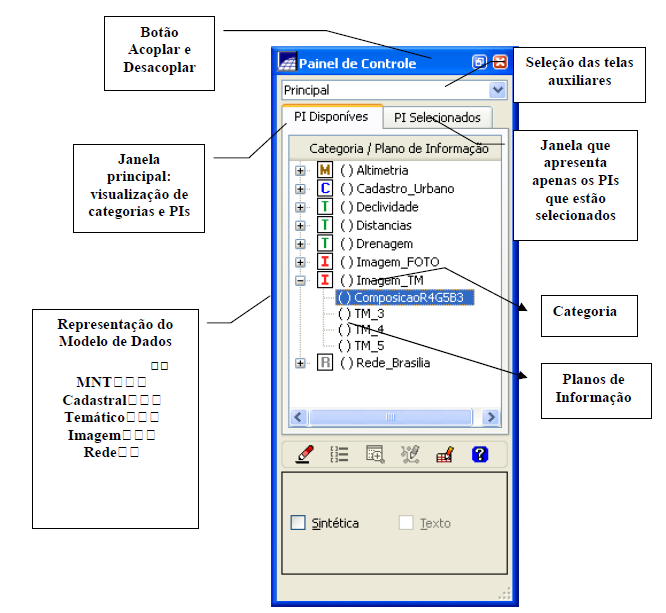 Botão
Acoplar e
Desacoplar
Painel de Controle
Seleção das telas
auxiliares
Principal
PI Disponíves
PI Selecionados
Janela
principal:
visualização de
categorias e PIs
Janela que
apresenta
apenas os PIs
que estão
selecionados
Categoria / Plano de Informação
M ( ) Altimetria
C ( ) Cadastro_Urbano
T ( ) Declividade
T ( ) Distancias
T ( ) Drenagem
I ( ) Imagem_FOTO
I ( ) Imagem_TM
( ) ComposicaoR4G5B3
( ) TM_3
( ) TM_4
( ) TM_5
R ( ) Rede_Brasilia
Categoria
Planos de
Informação
Representação do
Modelo de Dados
□□
MNT□□□
Cadastral□□□
Temático□□□
Imagem□□□
Rede□□
?
Sintética
Texto